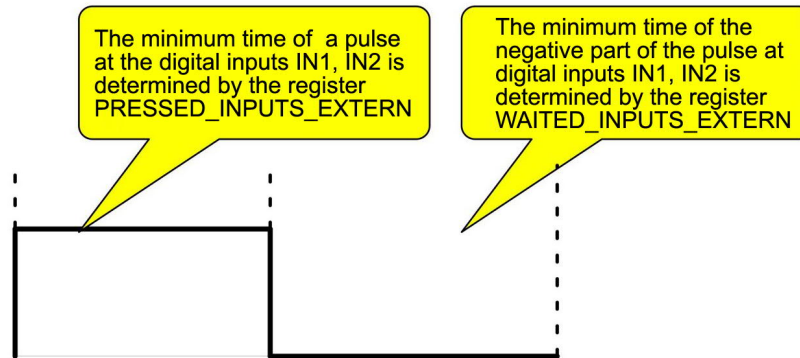 The minimum time of a pulse
at the digital inputs IN1, IN2 is
determined by the register
PRESSED_INPUTS_EXTERN
The minimum time of the
negative part of the pulse at
digital inputs IN1, IN2 is
determined by the register
WAITED_INPUTS_EXTERN